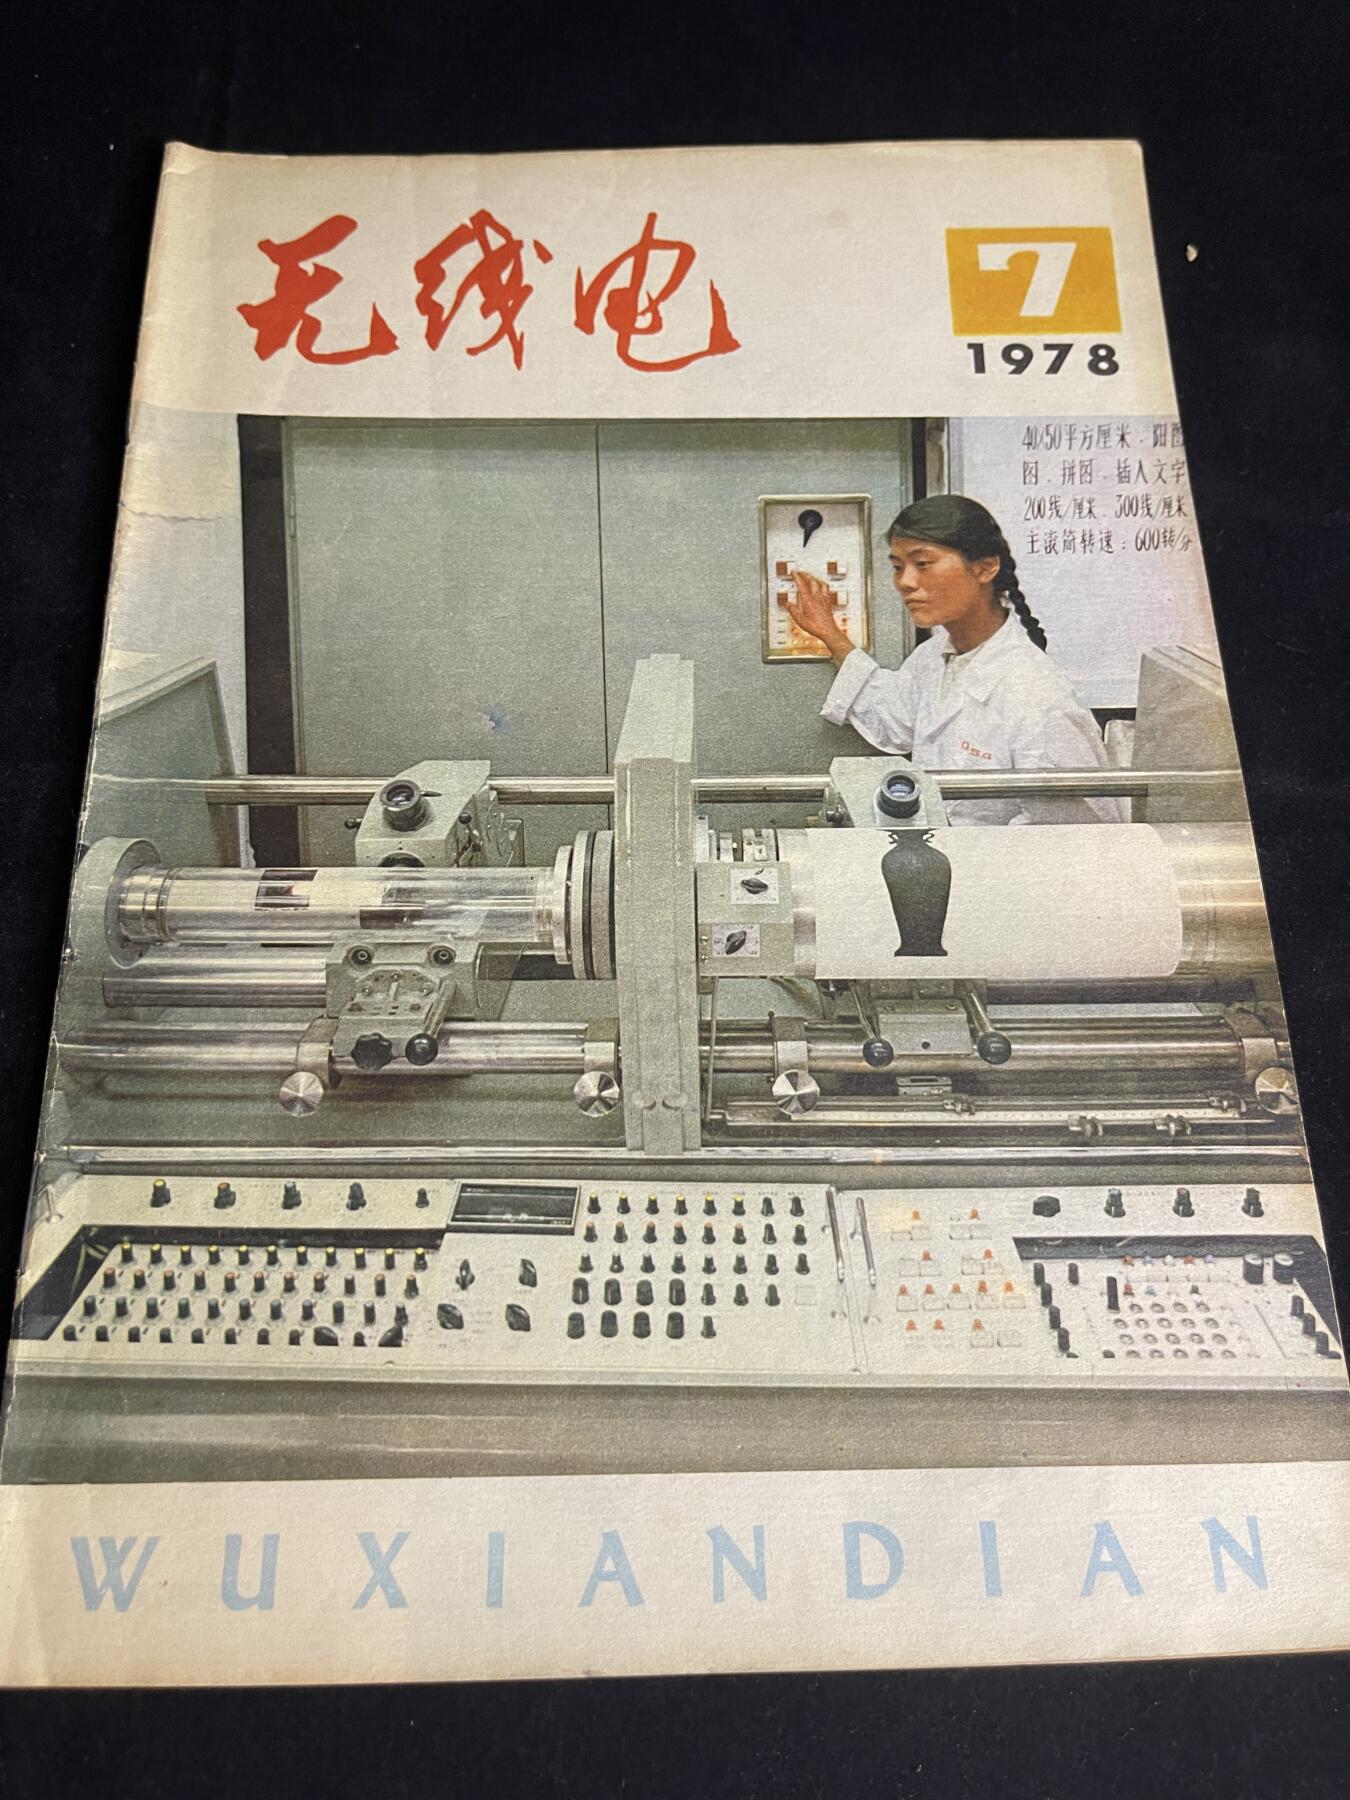 无线电
7
1978
40×50平方厘米·阳图
图·拼图·插入文字
200线/厘米·300线/厘米
主滚筒转速:600转/分
WUXIANDIAN